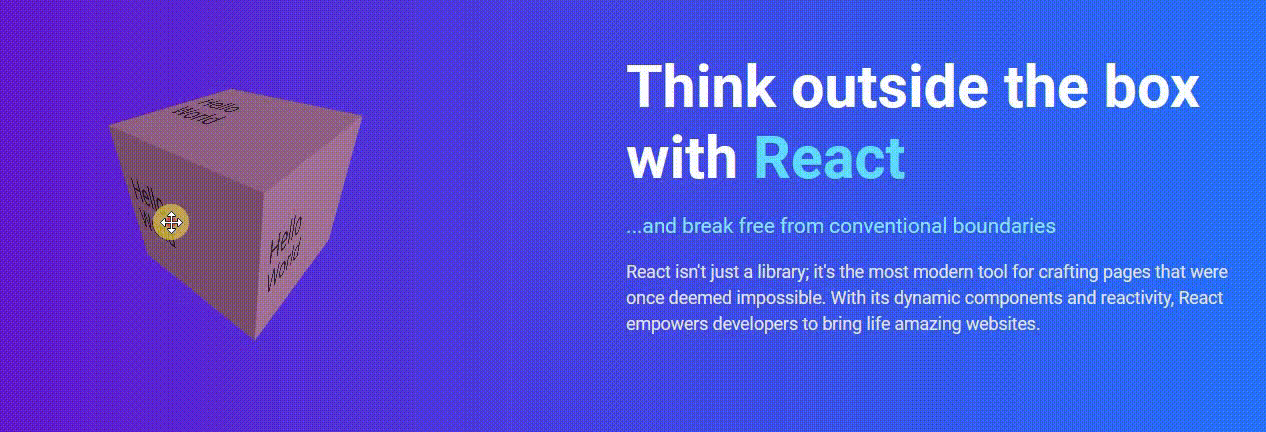 Hello
World
Hello
Hello
World
Think outside the box
with React
...and break free from conventional boundaries
React isn't just a library; it's the most modern tool for crafting pages that were
once deemed impossible. With its dynamic components and reactivity, React
empowers developers to bring life amazing websites.